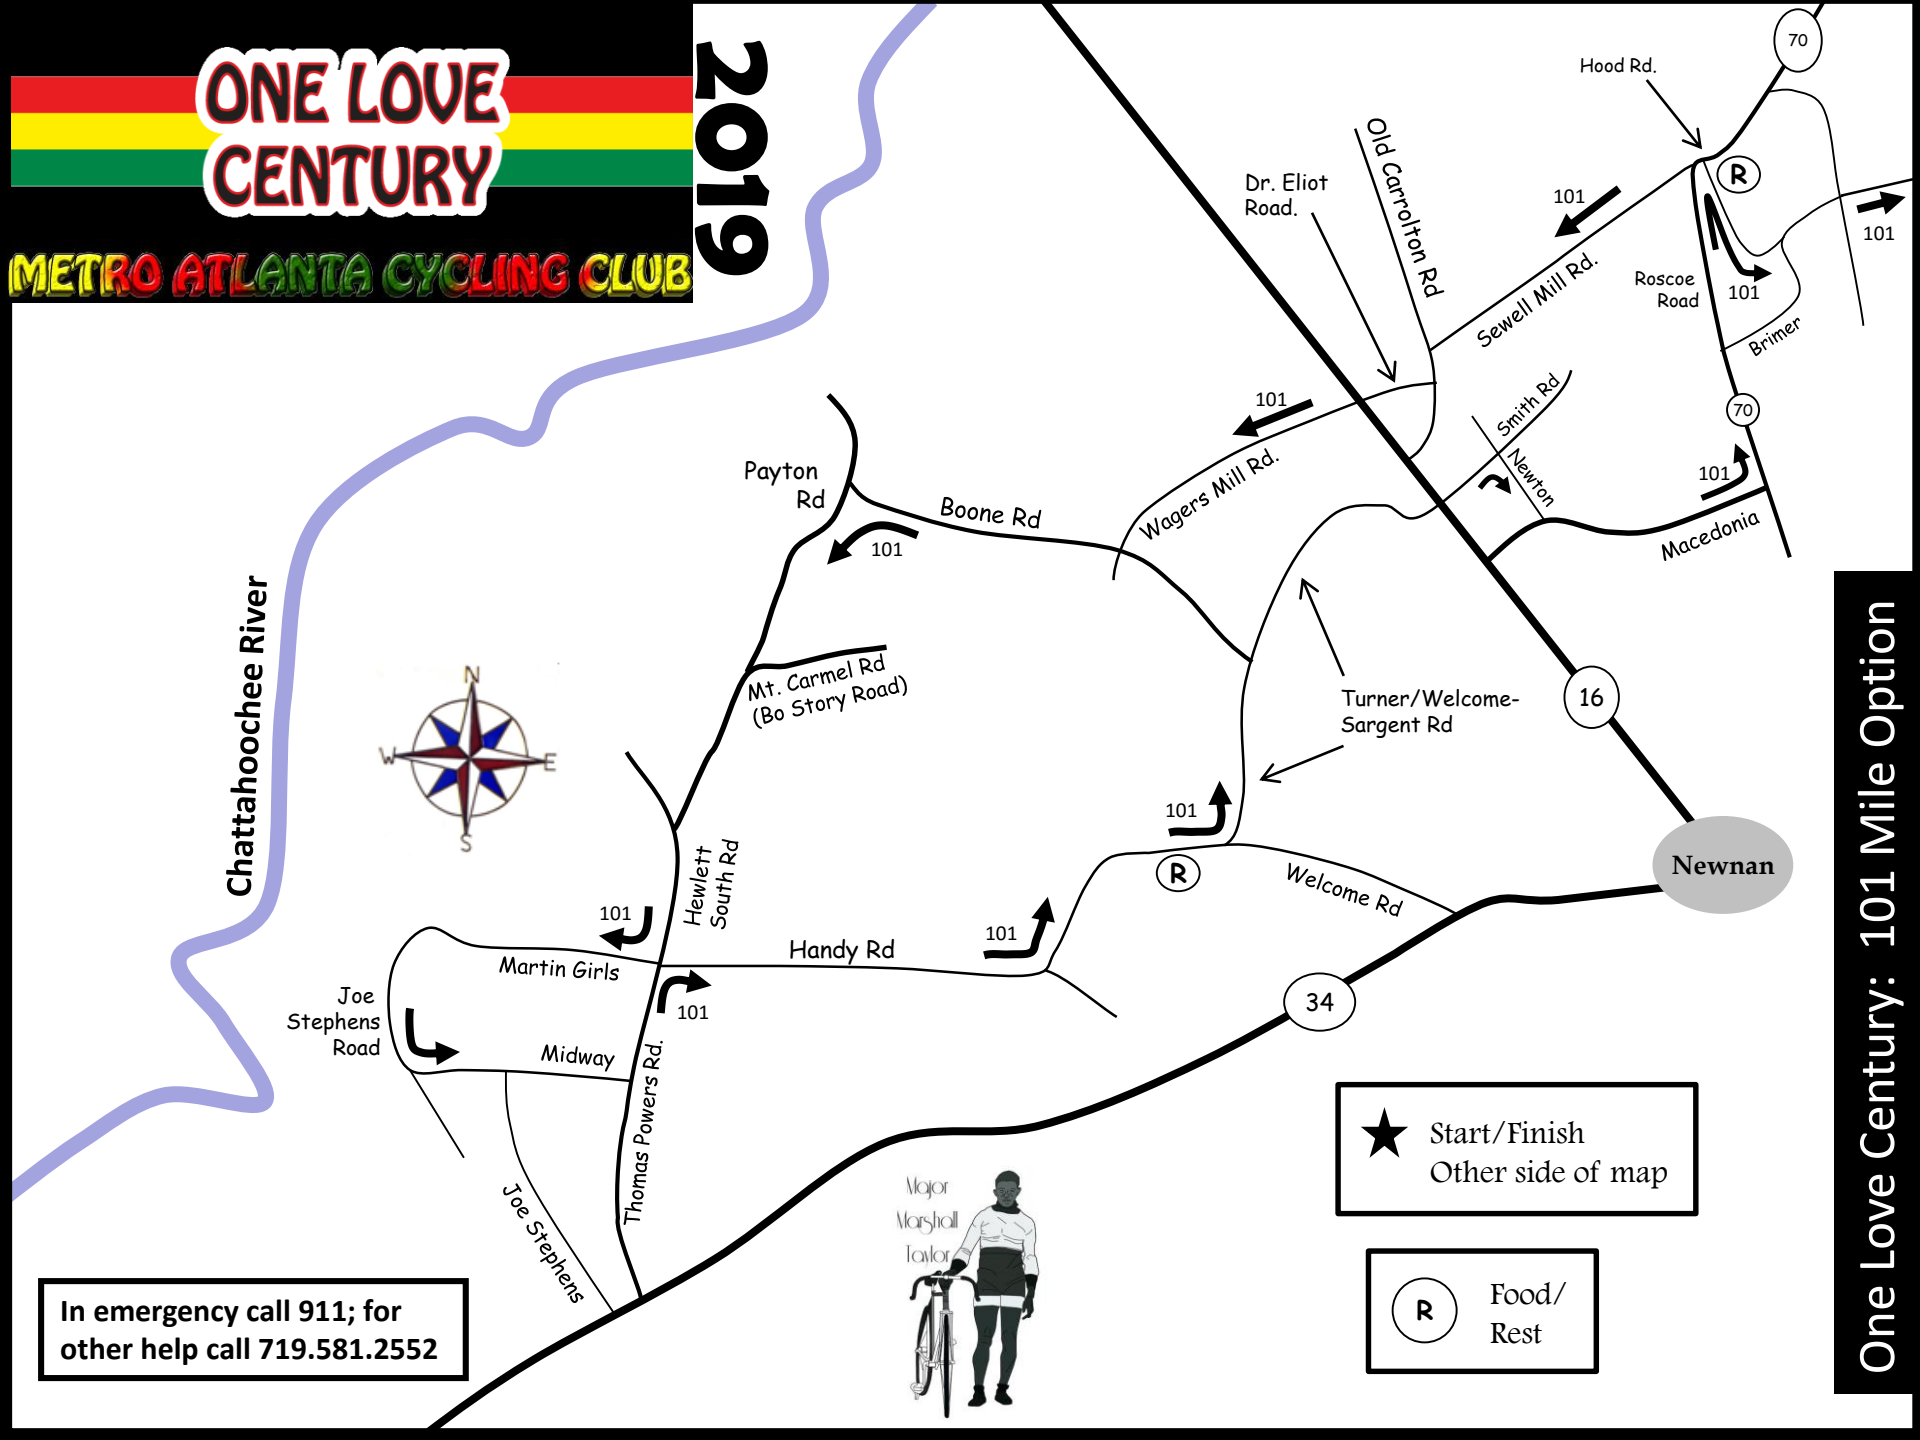 ONE LOVE
CENTURY
METRO ATLANTA CYCLING CLUB
2019
70
Hood Rd.
R
Old Carrolton Rd
Dr. Eliot
Road.
101
101
Sewell Mill Rd.
Roscoe
Road
101
Brimer
101
Smith Rd
70
Newton
Wagers Mill Rd.
101
Macedonia
Payton
Rd
Boone Rd
101
Chattahoochee River
N
W
E
S
Mt. Carmel Rd
(Bo Story Road)
Turner/Welcome-
Sargent Rd
16
101
R
Welcome Rd
Newnan
Hewlett
South Rd
101
Martin Girls
Handy Rd
101
101
Joe
Stephens
Road
Midway
Thomas Powers Rd.
Joe Stephens
34
Major
Marshall
Taylor
Start/Finish
Other side of map
R
Food/
Rest
In emergency call 911; for
other help call 719.581.2552
One Love Century: 101 Mile Option